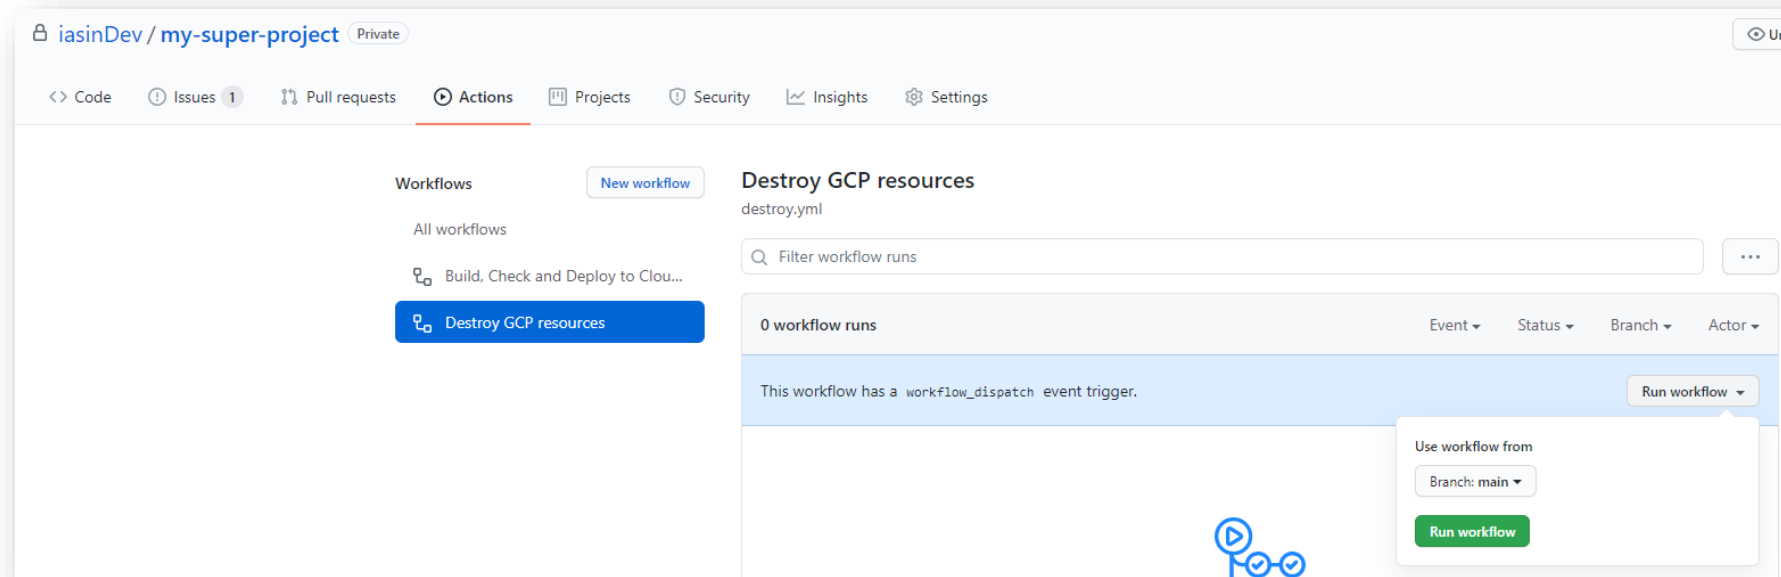 iasinDev / my-super-project Private
Code Issues 1 Pull requests Actions Projects Security Insights Settings
Workflows New workflow
All workflows
Build, Check and Deploy to Clou...
Destroy GCP resources
Destroy GCP resources
destroy.yml
Filter workflow runs
0 workflow runs Event Status Branch Actor
This workflow has a workflow_dispatch event trigger. Run workflow
Use workflow from
Branch: main
Run workflow